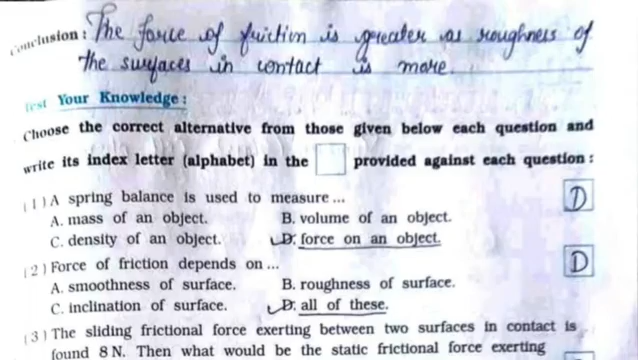 Conclusion: The force of friction is greater as roughness of
the surfaces in contact is more.
Test Your Knowledge:
Choose the correct alternative from those given below each question and
write its index letter (alphabet) in the provided against each question:
(1) A spring balance is used to measure ... D
A. mass of an object. B. volume of an object.
C. density of an object. D. force on an object.
(2) Force of friction depends on ... D
A. smoothness of surface. B. roughness of surface.
C. inclination of surface. D. all of these.
(3) The sliding frictional force exerting between two surfaces in contact is
found 8 N. Then what would be the static frictional force exerting